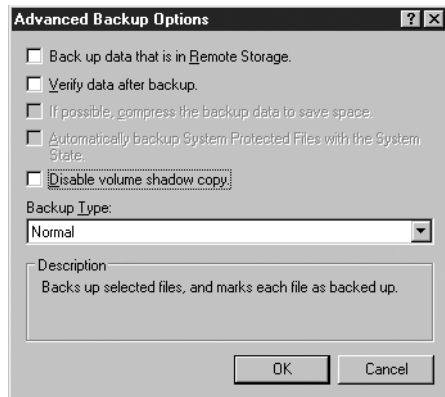 Advanced Backup Options
Back up data that is in Remote Storage.
Verify data after backup.
If possible, compress the backup data to save space.
Automatically backup System Protected Files with the System
State.
Disable volume shadow copy.
Backup Type:
Normal
Description
Backs up selected files, and marks each file as backed up.
OK
Cancel